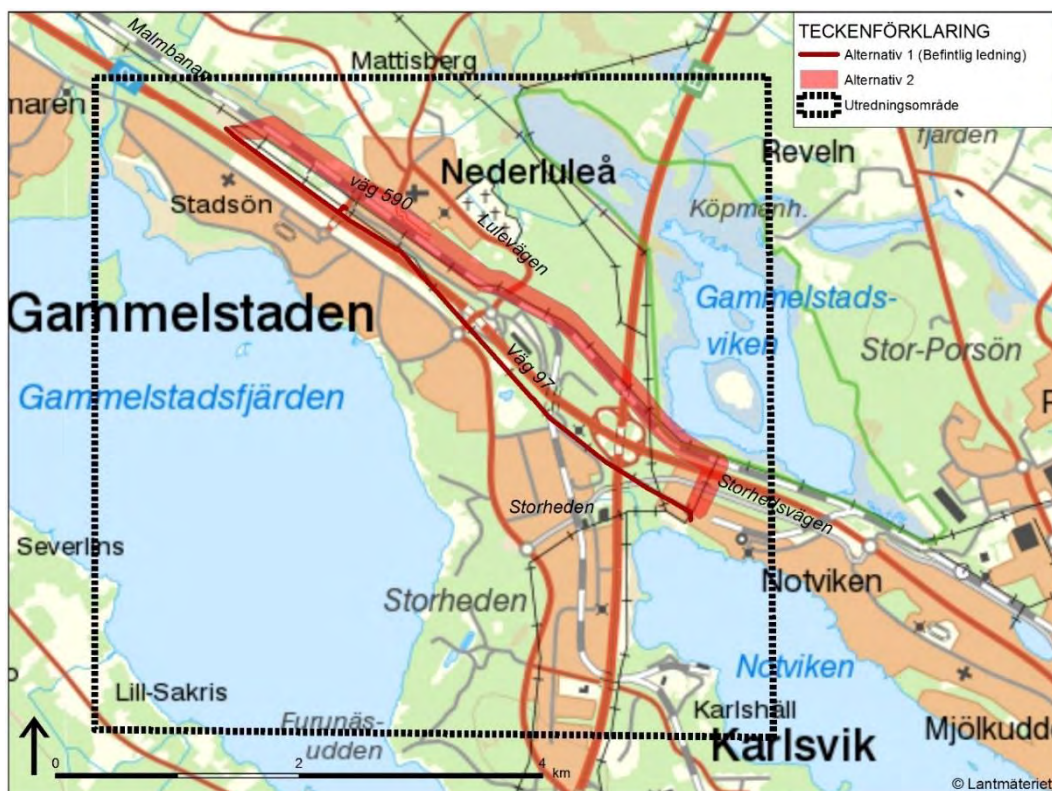 TECKENFÖRKLARING
Alternativ 1 (Befintlig ledning)
Alternativ 2
Utredningsområde
Malmbanan
Mattisberg
maren
Nederluleå
Reveln
fjärden
Köpmanh.
väg 590
Stadsön
Lulevägen
Gammelstaden
Gammelstads-
viken
Stor-Porsön
Gammelstadsfjärden
Väg 97
Storhedsvägen
Storheden
Severlins
Notviken
Storheden
Lill-Sakris
Notviken
Karlshäll
Furunäs-
udden
Karlsvik
Mjölkudd
0 2 4
km
© Lantmäteriet